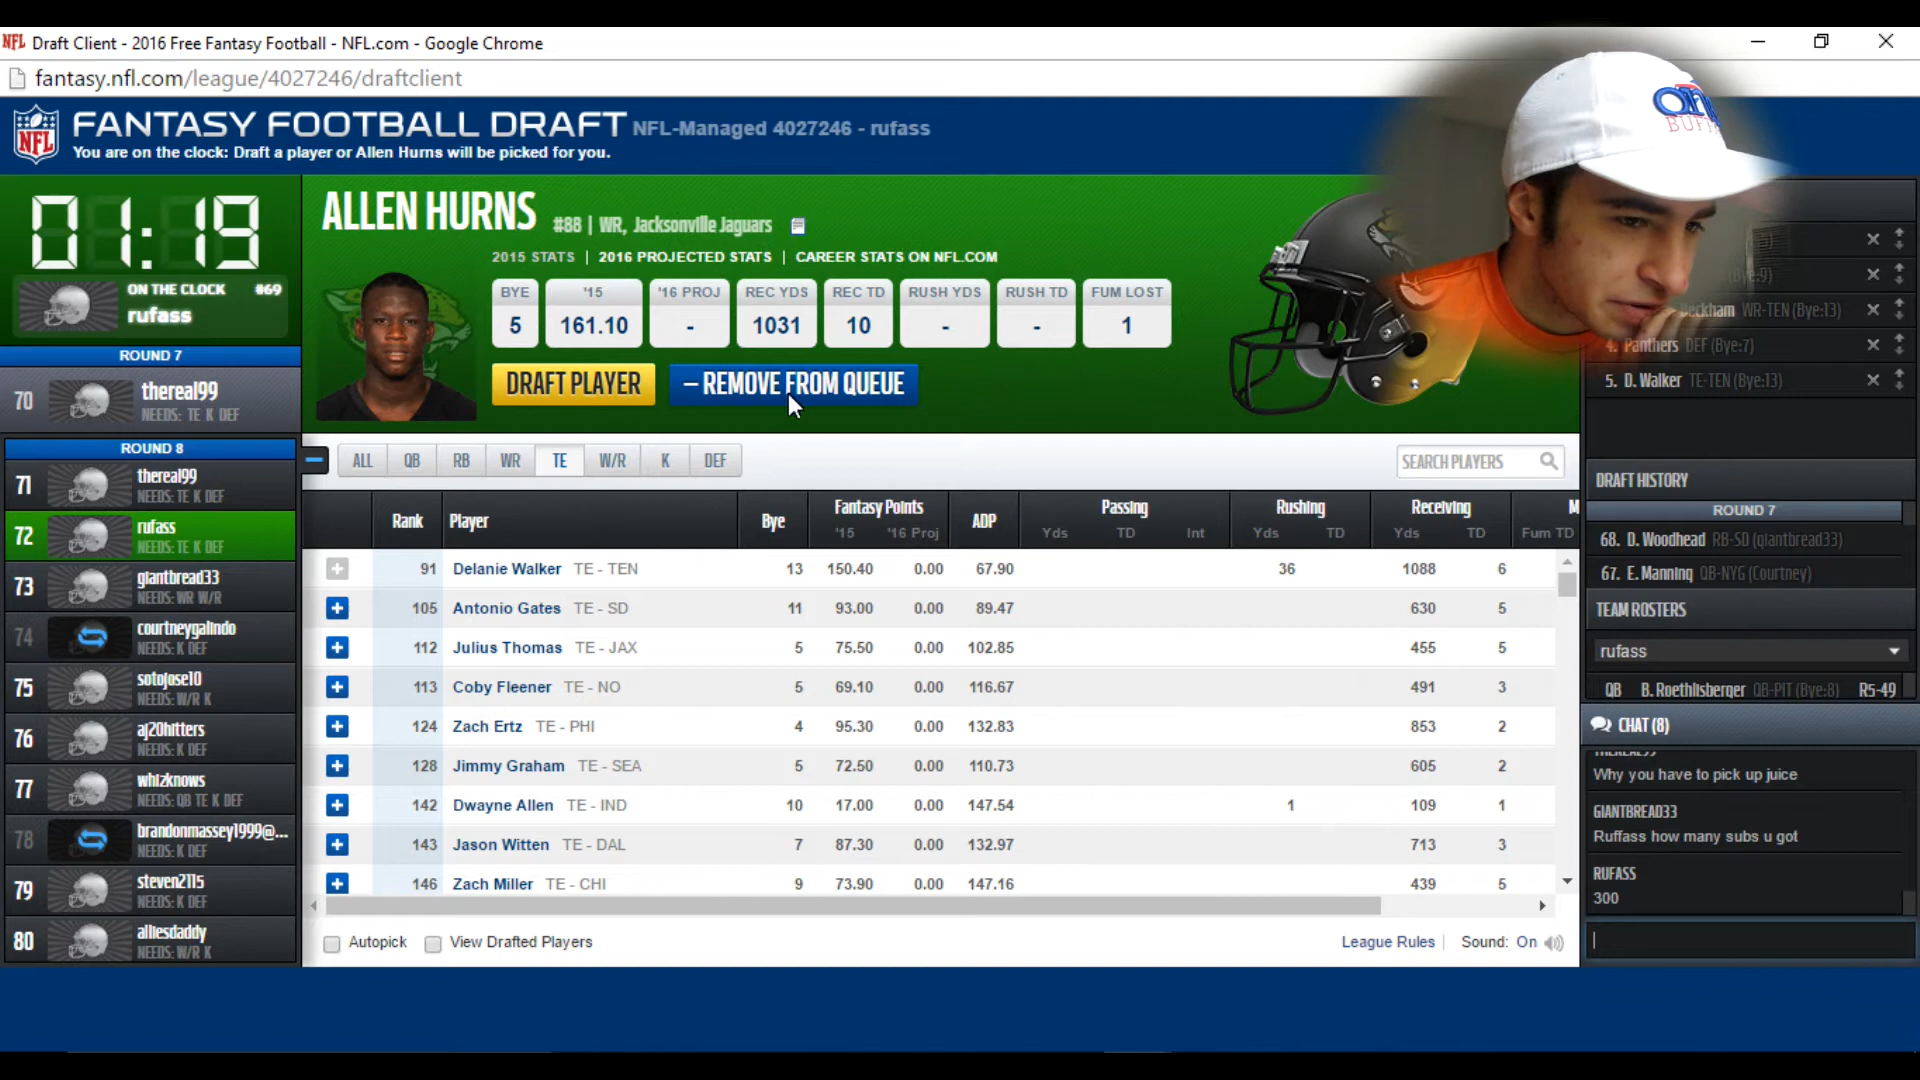 Draft Client - 2016 Free Fantasy Football - NFL.com - Google Chrome
fantasy.nfl.com/league/4027246/draftclient
NFL
FANTASY FOOTBALL DRAFT NFL-Managed 4027246 - rufass
You are on the clock: Draft a player or Allen Hurns will be picked for you.
01:19
ON THE CLOCK #69
rufass
ROUND 7
70 thereal99
NEEDS: TE K DEF
ROUND 8
71 thereal99
NEEDS: TE K DEF
72 rufass
NEEDS: TE K DEF
73 giantbread33
NEEDS: WR W/R
74 courtneygalindo
NEEDS: K DEF
75 sotojose10
NEEDS: W/R K
76 aj20hitters
NEEDS: K DEF
77 whizknows
NEEDS: QB TE K DEF
78 brandonmassey1999@...
NEEDS: K DEF
79 steven2115
NEEDS: K DEF
80 alliesdaddy
NEEDS: W/R K
ALLEN HURNS #88 | WR, Jacksonville Jaguars
2015 STATS | 2016 PROJECTED STATS | CAREER STATS ON NFL.COM
BYE '15 '16 PROJ REC YDS REC TD RUSH YDS RUSH TD FUM LOST
5 161.10 - 1031 10 - - 1
DRAFT PLAYER – REMOVE FROM QUEUE
ALL QB RB WR TE W/R K DEF
SEARCH PLAYERS
Rank Player Bye Fantasy Points ADP Passing Rushing Receiving M
'15 '16 Proj Yds TD Int Yds TD Yds TD Fum TD
91 Delanie Walker TE - TEN 13 150.40 0.00 67.90 36 1088 6
105 Antonio Gates TE - SD 11 93.00 0.00 89.47 630 5
112 Julius Thomas TE - JAX 5 75.50 0.00 102.85 455 5
113 Coby Fleener TE - NO 5 69.10 0.00 116.67 491 3
124 Zach Ertz TE - PHI 4 95.30 0.00 132.83 853 2
128 Jimmy Graham TE - SEA 5 72.50 0.00 110.73 605 2
142 Dwayne Allen TE - IND 10 17.00 0.00 147.54 1 109 1
143 Jason Witten TE - DAL 7 87.30 0.00 132.97 713 3
146 Zach Miller TE - CHI 9 73.90 0.00 147.16 439 5
Autopick View Drafted Players
League Rules | Sound: On
(Bye:9)
Beckham WR-TEN (Bye:13)
4. Panthers DEF (Bye:7)
5. D. Walker TE-TEN (Bye:13)
DRAFT HISTORY
ROUND 7
68. D. Woodhead RB-SD (giantbread33)
67. E. Manning QB-NYG (Courtney)
TEAM ROSTERS
rufass
QB B. Roethlisberger QB-PIT (Bye:8) R5-49
CHAT (8)
THEREAL99
Why you have to pick up juice
GIANTBREAD33
Ruffass how many subs u got
RUFASS
300